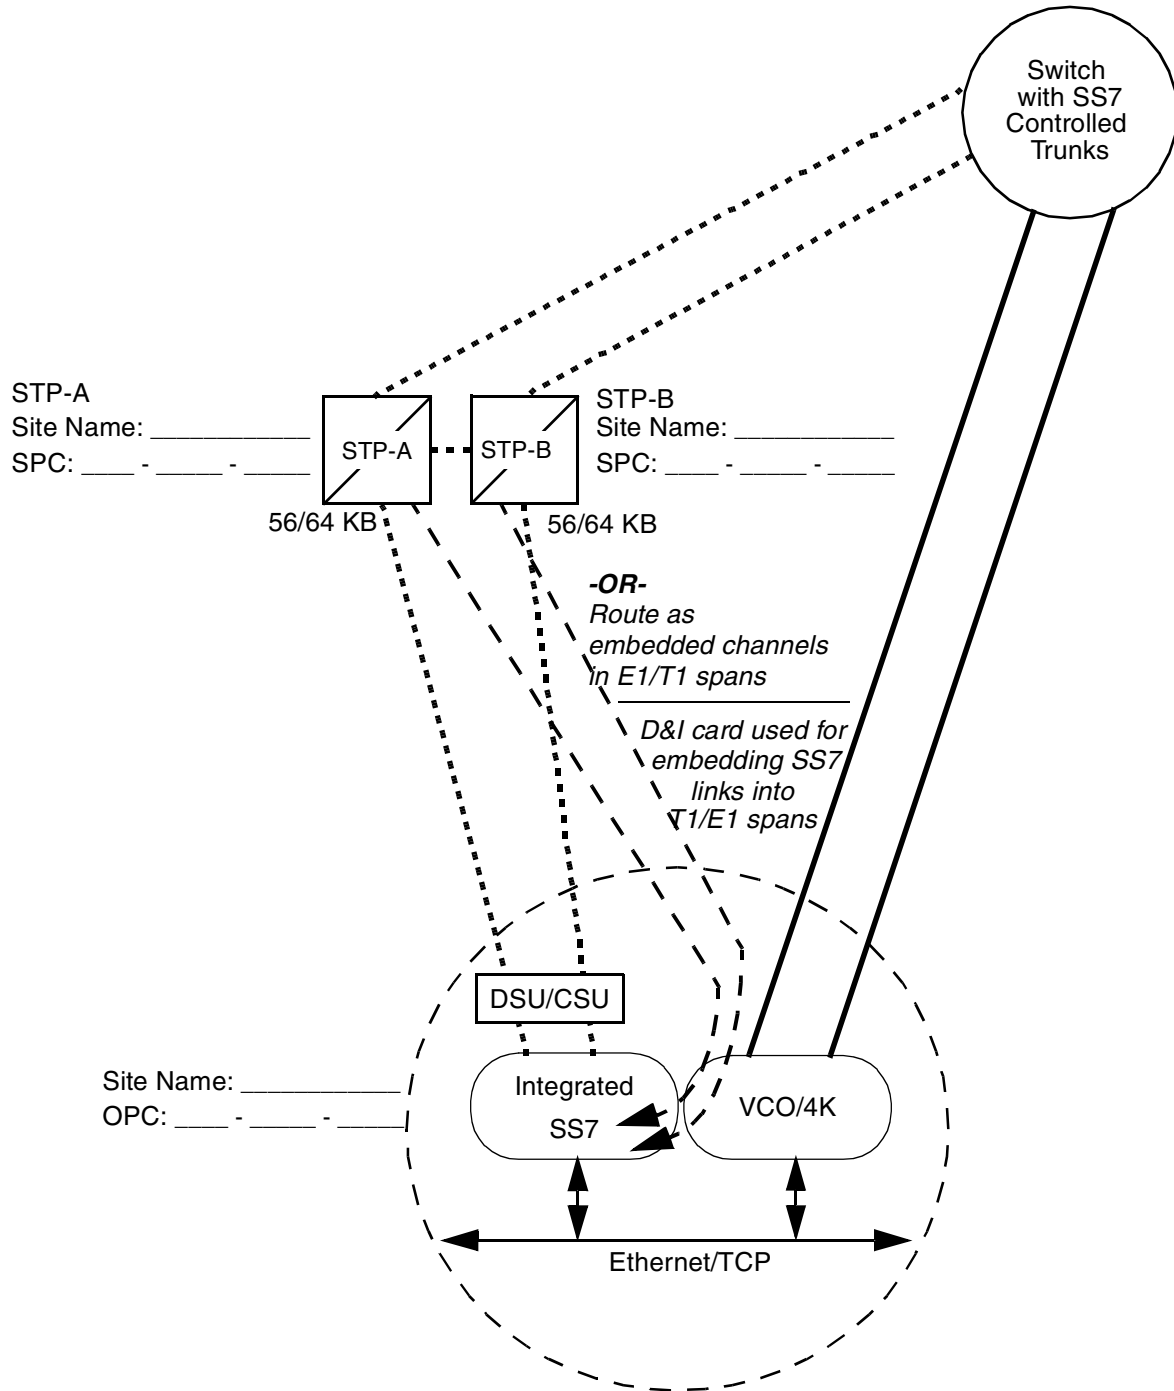 Switch
with SS7
Controlled
Trunks
STP-A
Site Name: ___________
SPC: ____ - _____ - _____
STP-A
STP-B
STP-B
Site Name: ___________
SPC: ____ - _____ - _____
56/64 KB
56/64 KB
-OR-
Route as
embedded channels
in E1/T1 spans
D&I card used for
embedding SS7
links into
T1/E1 spans
DSU/CSU
Site Name: ___________
OPC: ____ - _____ - _____
Integrated
SS7
VCO/4K
Ethernet/TCP